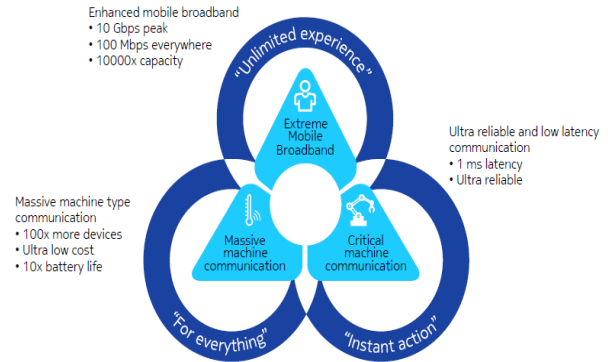 Enhanced mobile broadband
• 10 Gbps peak
• 100 Mbps everywhere
• 10000x capacity
"Unlimited experience"
Extreme
Mobile
Broadband
Ultra reliable and low latency
communication
• 1 ms latency
• Ultra reliable
Massive machine type
communication
• 100x more devices
• Ultra low cost
• 10x battery life
Massive
machine
communication
Critical
machine
communication
"For everything"
"Instant action"